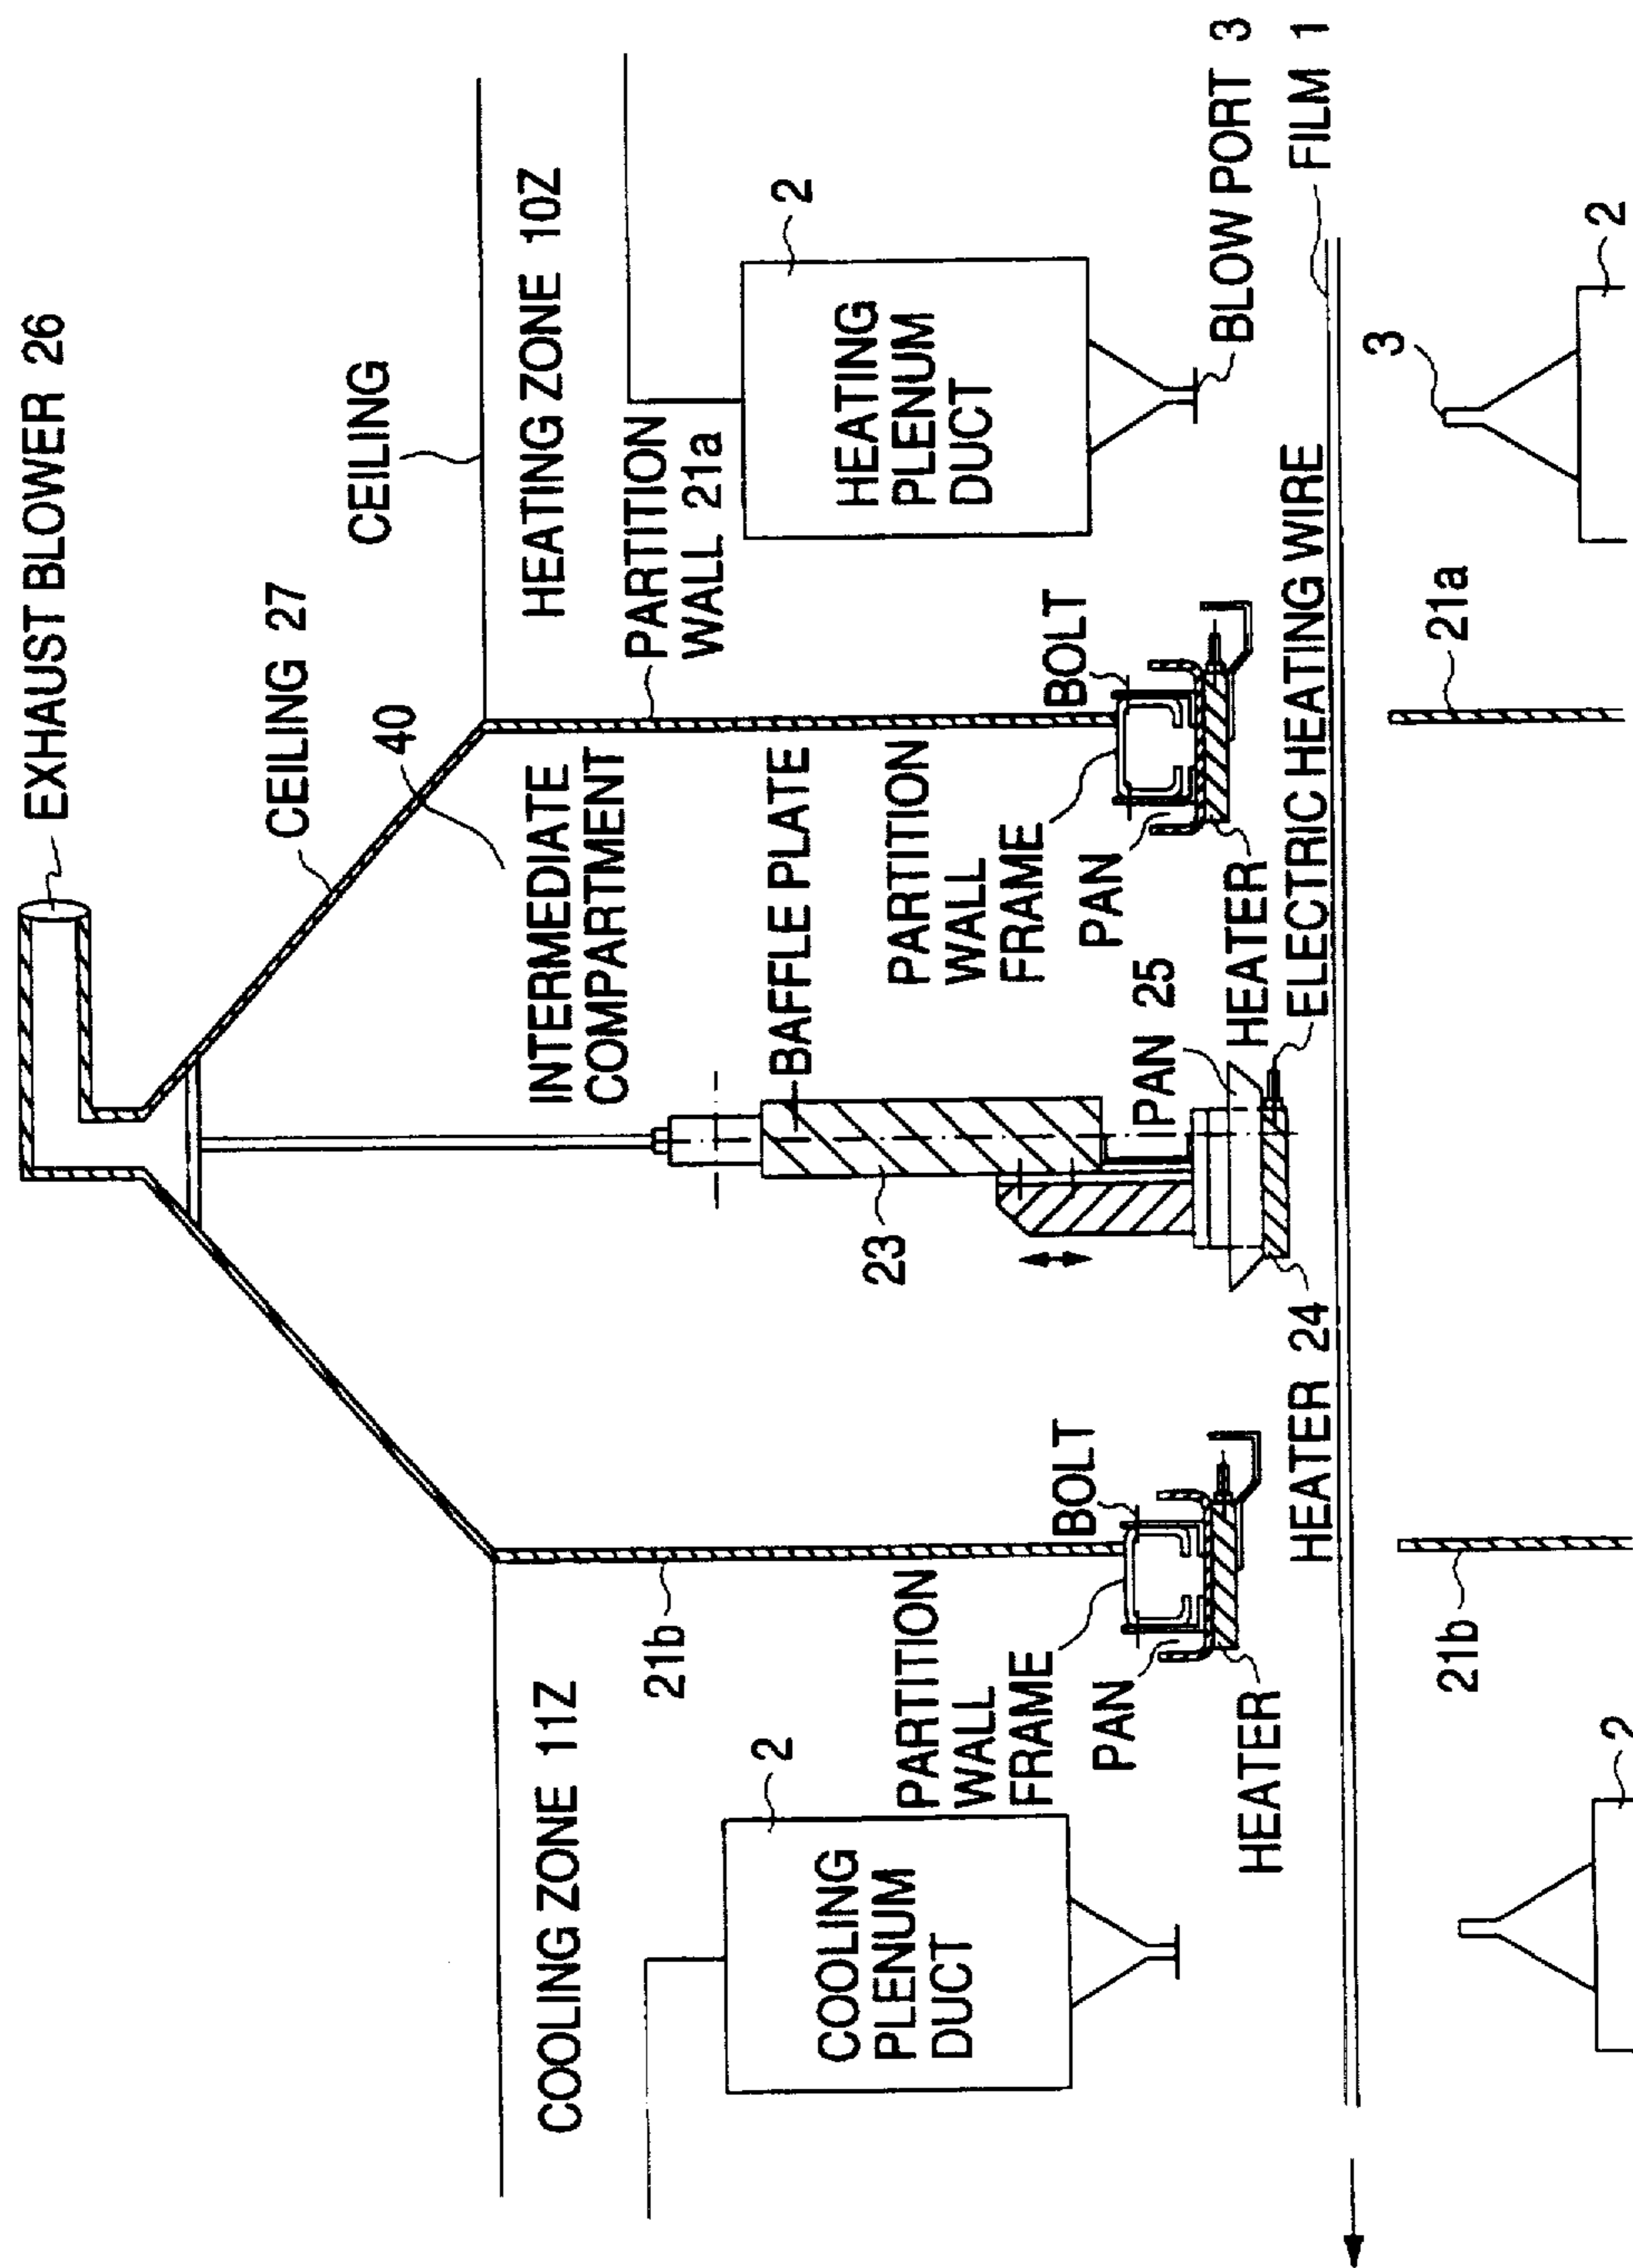 EXHAUST BLOWER 26
CEILING 27
CEILING
40
COOLING ZONE 11Z
INTERMEDIATE
COMPARTMENT
HEATING ZONE 10Z
21b
PARTITION
WALL 21a
2
COOLING
PLENUM
DUCT
BAFFLE PLATE
23
2
HEATING
PLENUM
DUCT
PARTITION
WALL
FRAME
BOLT
PAN
HEATER
PAN 25
PARTITION
WALL
FRAME
BOLT
PAN
HEATER
BLOW PORT 3
HEATER 24
ELECTRIC HEATING WIRE
FILM 1
2
21b
21a
3
2